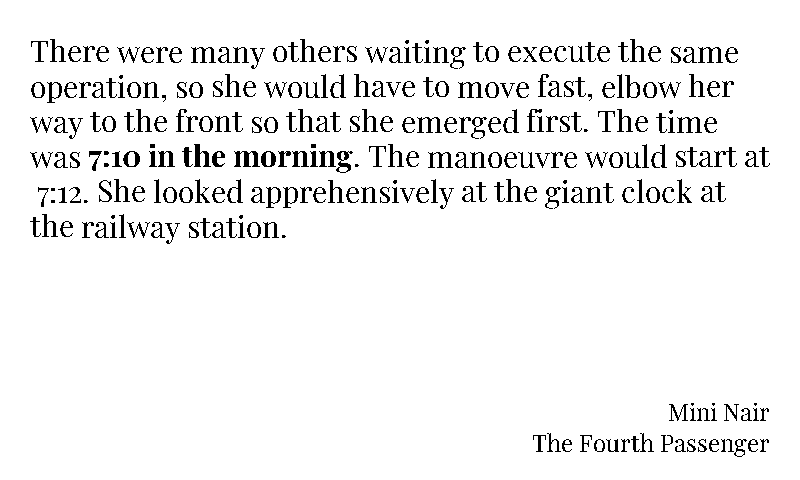 There were many others waiting to execute the same
operation, so she would have to move fast, elbow her
way to the front so that she emerged first. The time
was 7:10 in the morning. The manoeuvre would start at
7:12. She looked apprehensively at the giant clock at
the railway station.
Mini Nair
The Fourth Passenger